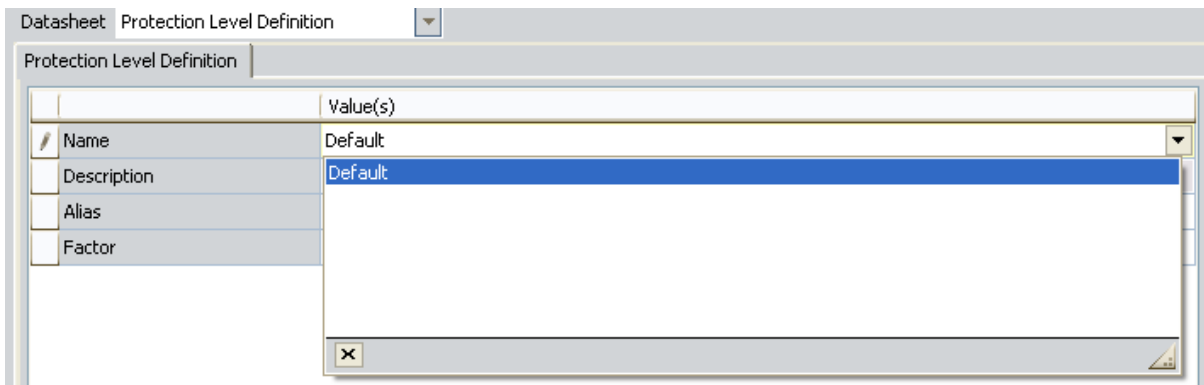 Datasheet Protection Level Definition
Protection Level Definition
Value(s)
Name Default
Default
Description
Alias
Factor